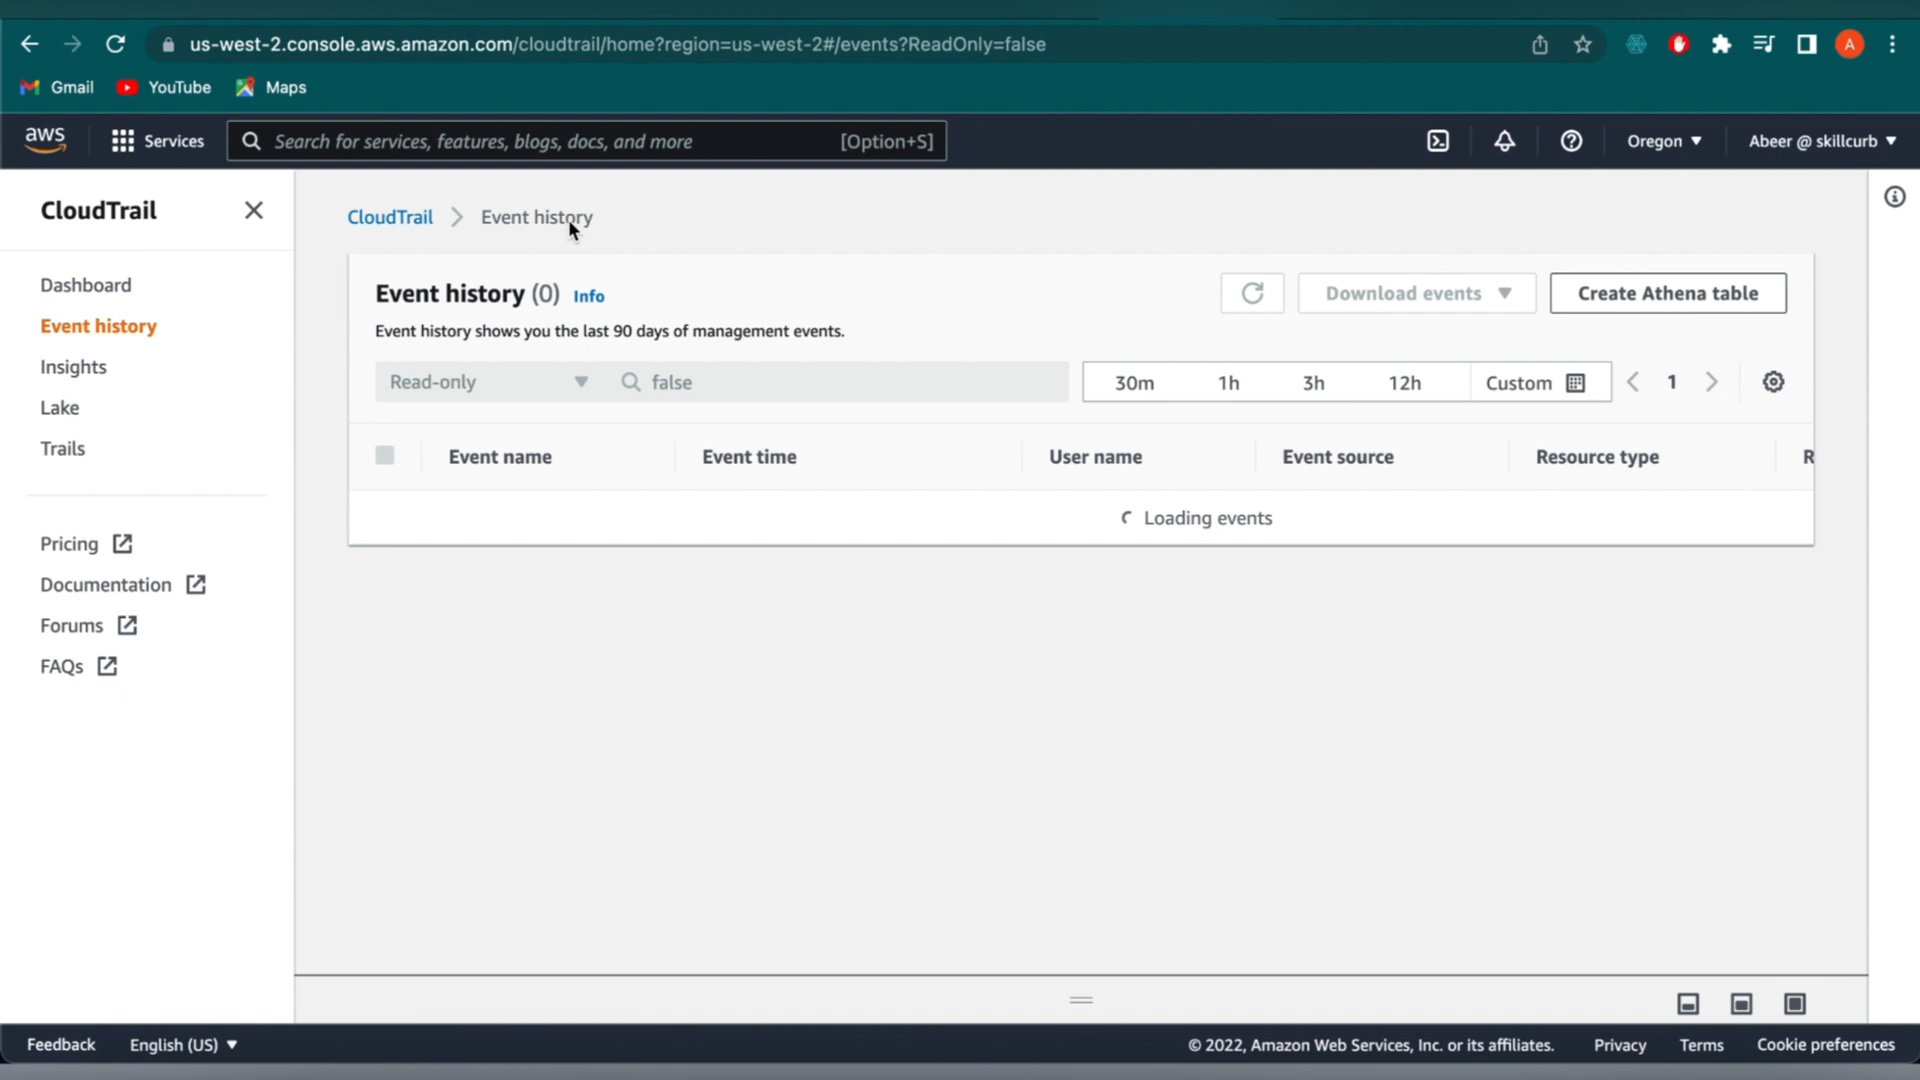 us-west-2.console.aws.amazon.com/cloudtrail/home?region=us-west-2#/events?ReadOnly=false
A
Gmail YouTube Maps
aws Services Search for services, features, blogs, docs, and more [Option+S] Oregon Abeer @ skillcurb
CloudTrail
Dashboard
Event history
Insights
Lake
Trails
Pricing
Documentation
Forums
FAQs
CloudTrail Event history
Event history (0) Info Download events Create Athena table
Event history shows you the last 90 days of management events.
Read-only false 30m 1h 3h 12h Custom 1
Event name Event time User name Event source Resource type R
Loading events
Feedback English (US) © 2022, Amazon Web Services, Inc. or its affiliates. Privacy Terms Cookie preferences